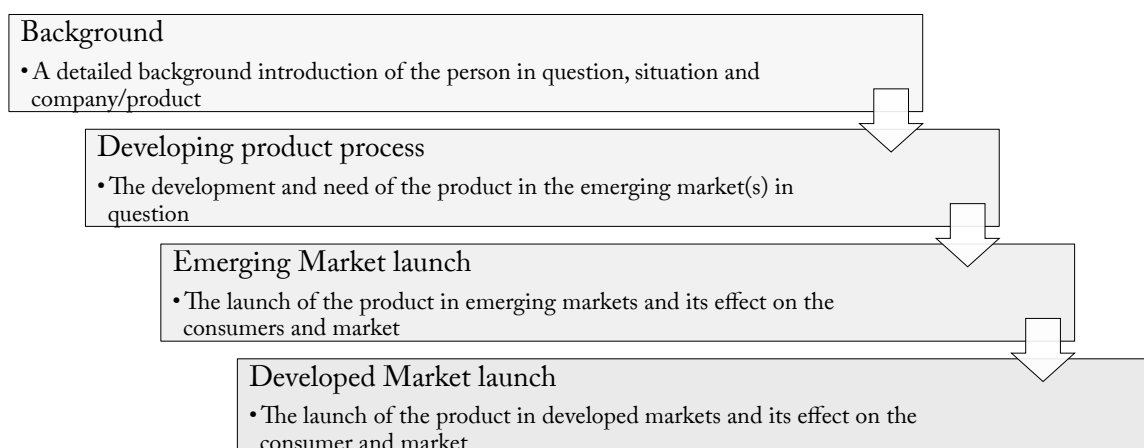 Background
• A detailed background introduction of the person in question, situation and
company/product
Developing product process
• The development and need of the product in the emerging market(s) in
question
Emerging Market launch
• The launch of the product in emerging markets and its effect on the
consumers and market
Developed Market launch
• The launch of the product in developed markets and its effect on the
consumer and market